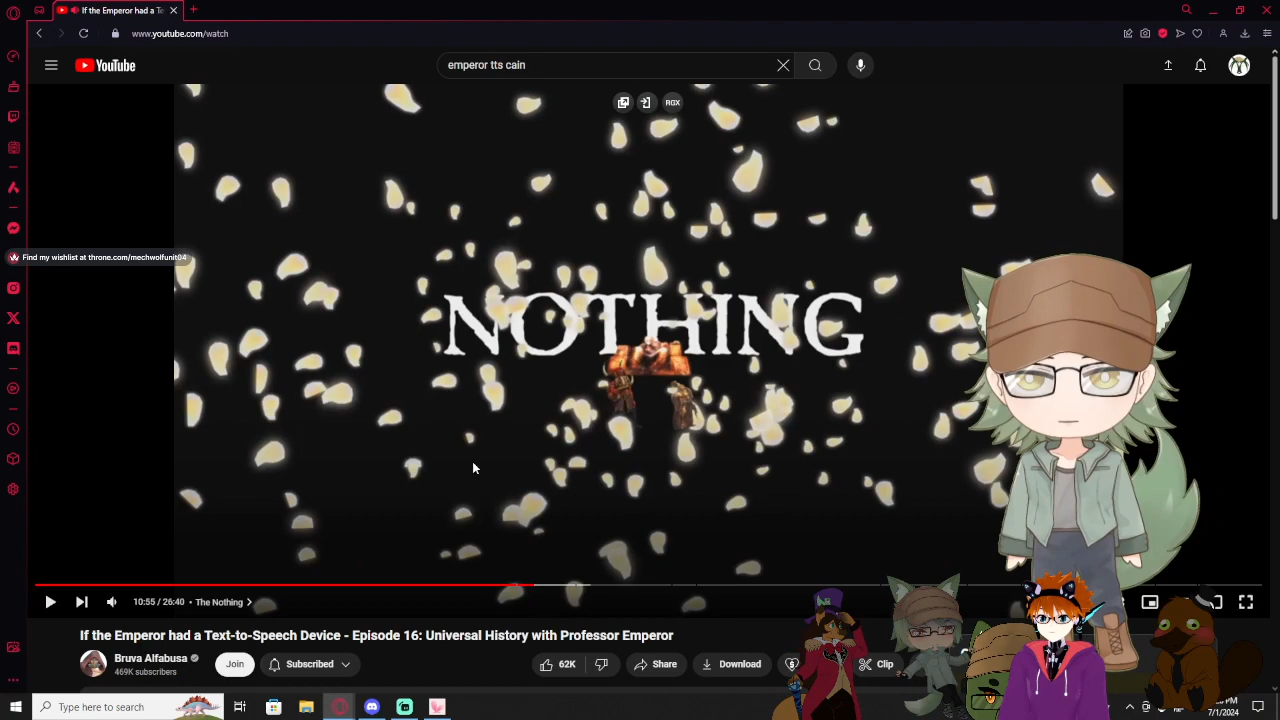 If the Emperor had a Te
www.youtube.com/watch
YouTube
emperor tts cain
RGX
Find my wishlist at throne.com/mechwolfunit04
NOTHING
10:55 / 26:40 • The Nothing
If the Emperor had a Text-to-Speech Device - Episode 16: Universal History with Professor Emperor
Bruva Alfabusa
469K subscribers
Join
Subscribed
62K
Share
Download
Clip
Type here to search
7/1/2024